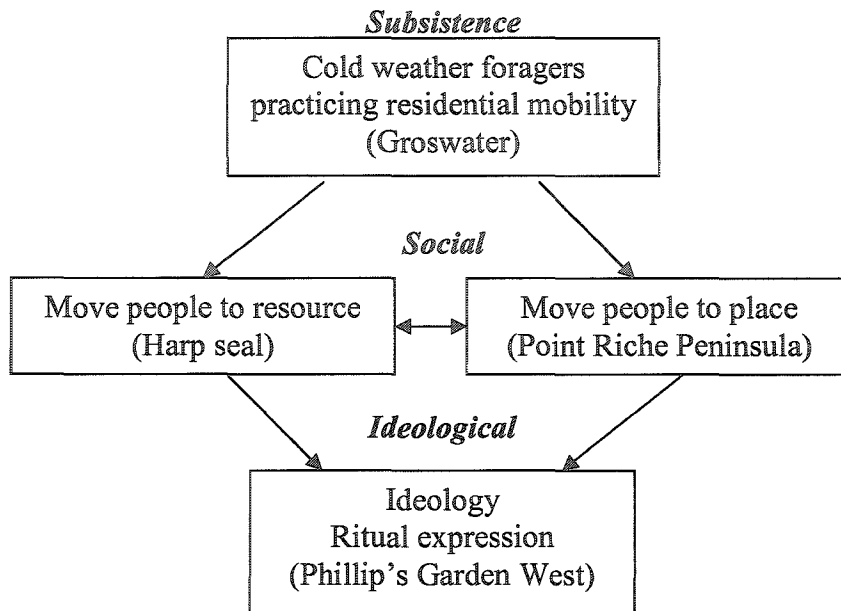 Subsistence
Cold weather foragers
practicing residential mobility
(Groswater)
Social
Move people to resource
(Harp seal)
Move people to place
(Point Riche Peninsula)
Ideological
Ideology
Ritual expression
(Phillip's Garden West)